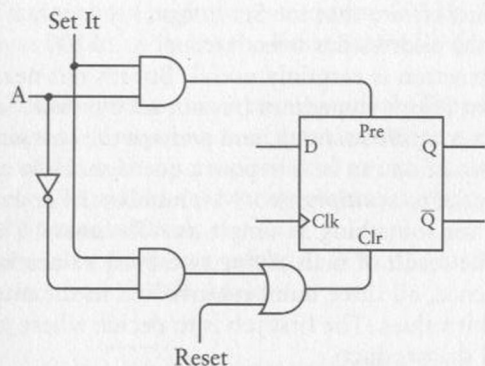 Set It
A
Pre
D
Q
Clk
Q̅
Clr
Reset